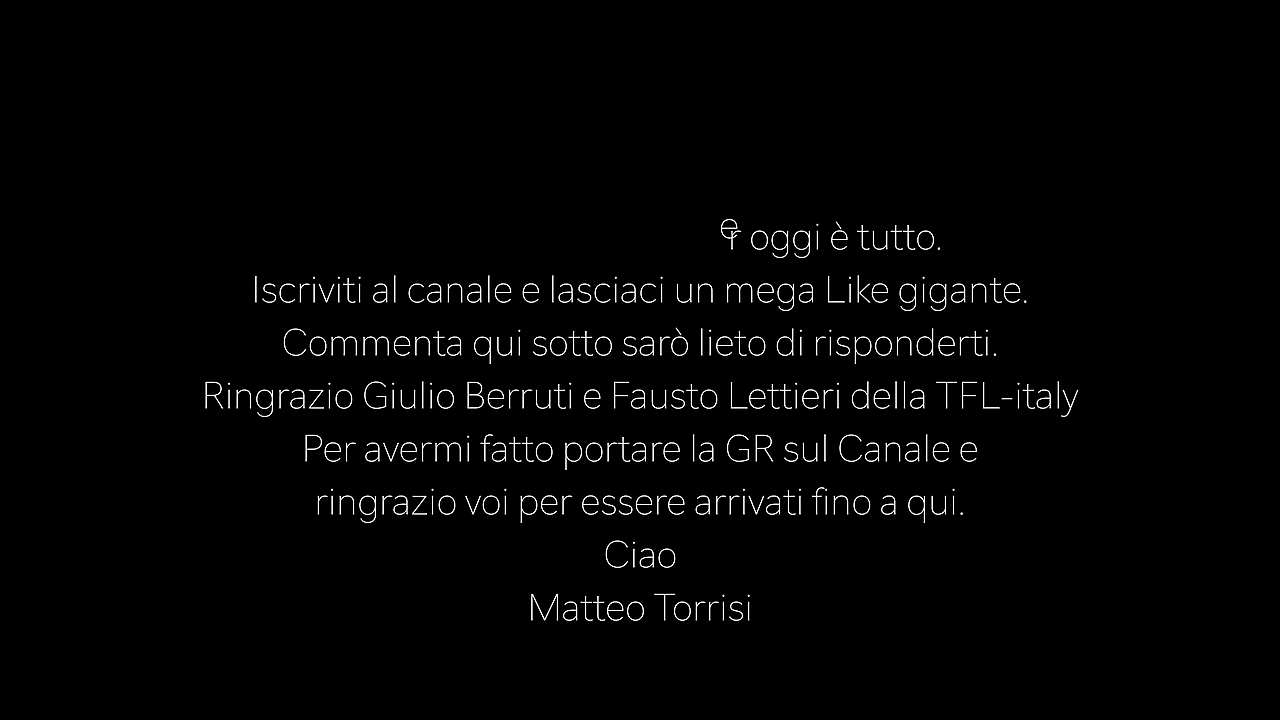 oggi è tutto.
Iscriviti al canale e lasciaci un mega Like gigante.
Commenta qui sotto sarò lieto di risponderti.
Ringrazio Giulio Berruti e Fausto Lettieri della TFL-italy
Per avermi fatto portare la GR sul Canale e
ringrazio voi per essere arrivati fino a qui.
Ciao
Matteo Torrisi